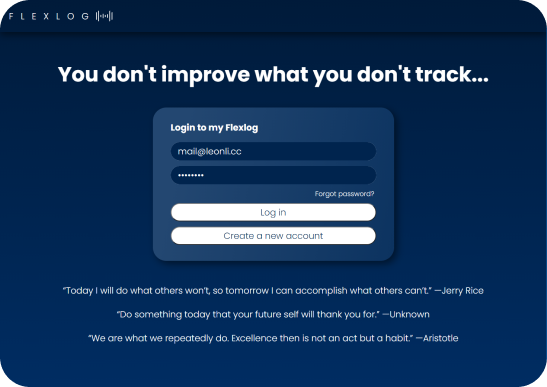 FLEXLOG
You don't improve what you don't track...
Login to my Flexlog
mail@leonli.cc
••••••••
Forgot password?
Log in
Create a new account
“Today I will do what others won’t, so tomorrow I can accomplish what others can’t.” —Jerry Rice
“Do something today that your future self will thank you for.” —Unknown
“We are what we repeatedly do. Excellence then is not an act but a habit.” —Aristotle